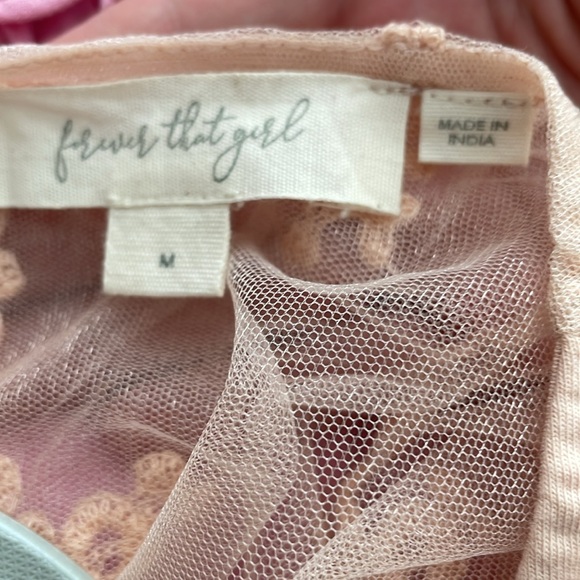 forever that girl
MADE IN
INDIA
M